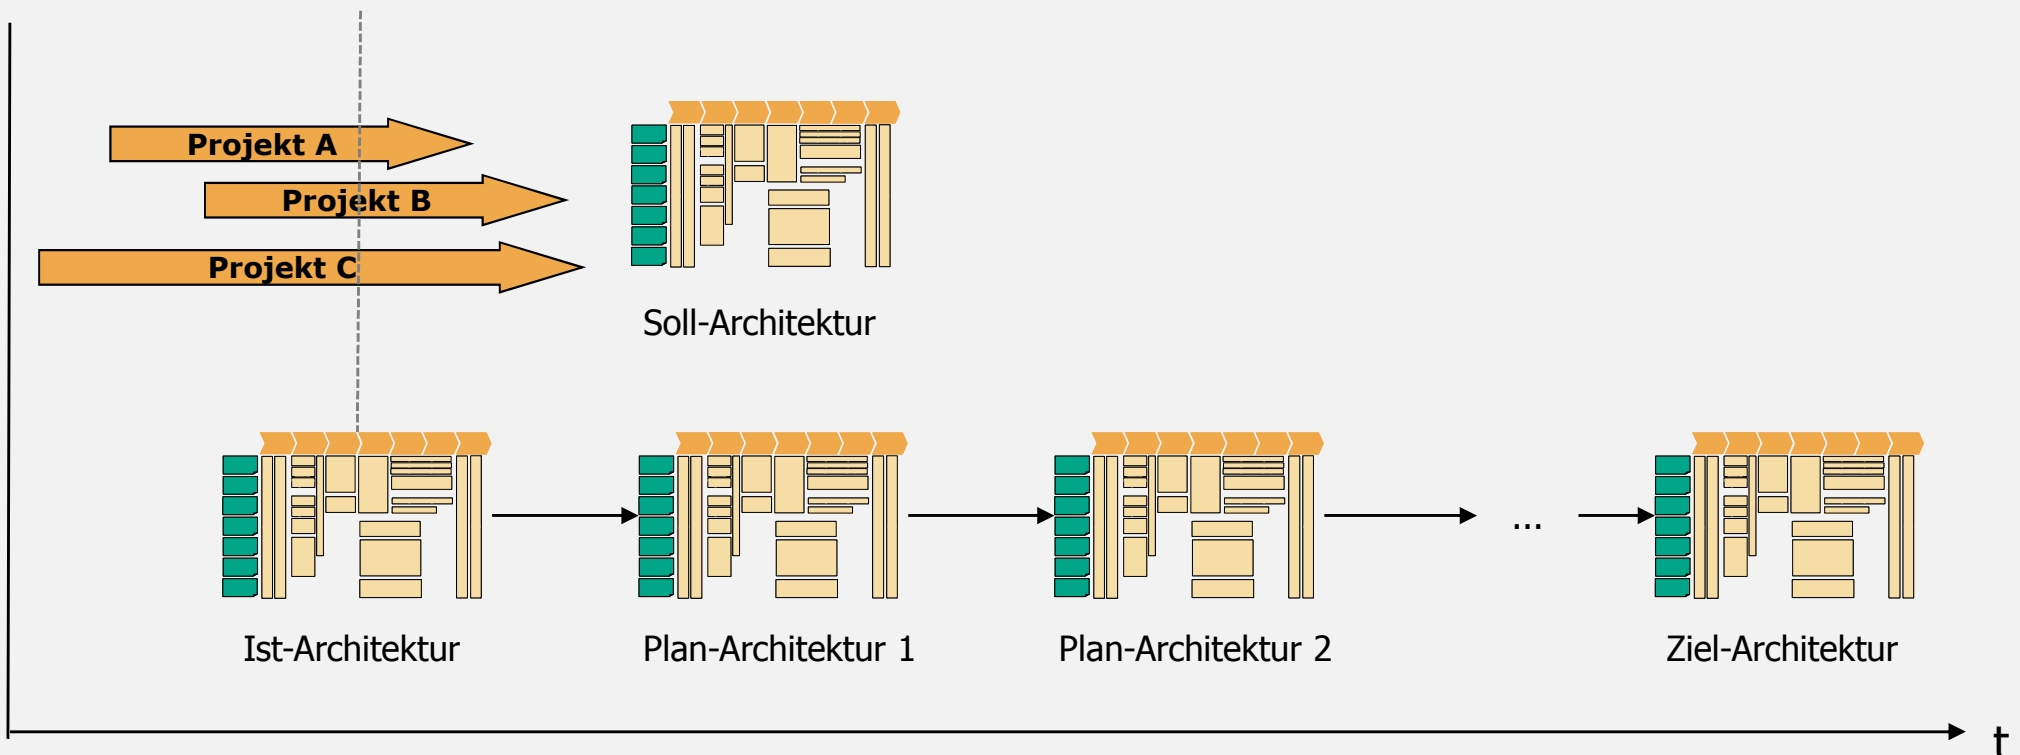 Projekt A
Projekt B
Projekt C
Soll-Architektur
Ist-Architektur
Plan-Architektur 1
Plan-Architektur 2
...
Ziel-Architektur
t